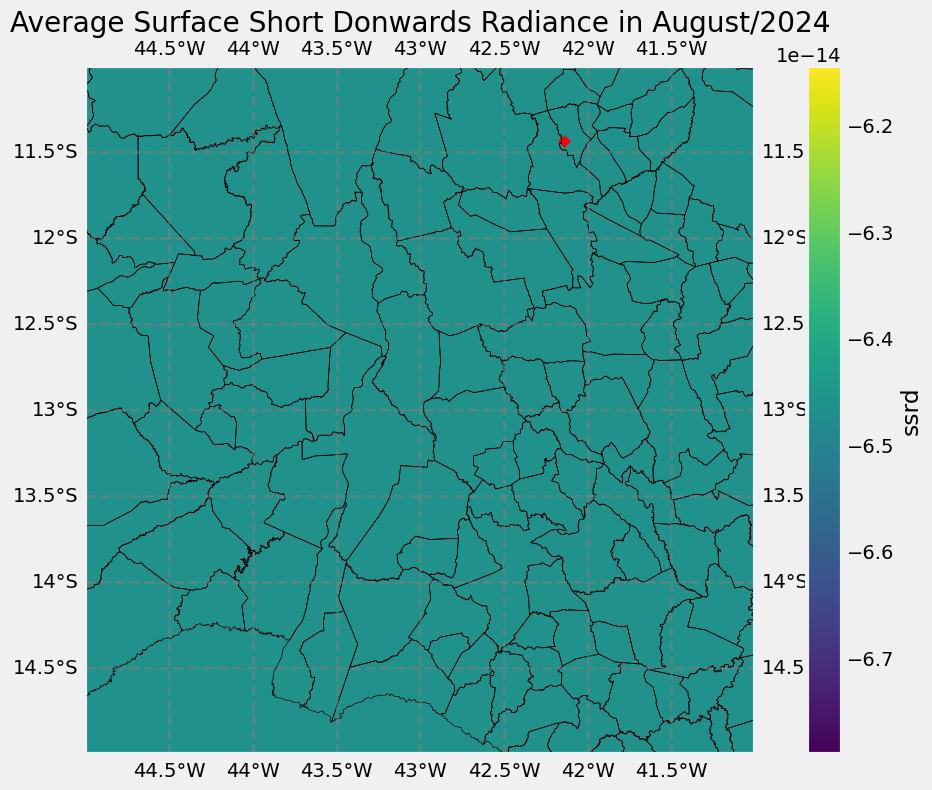 Average Surface Short Donwards Radiance in August/2024
44.5°W 44°W 43.5°W 43°W 42.5°W 42°W 41.5°W
1e−14
−6.2
11.5°S 11.5
−6.3
12°S 12°S
12.5°S 12.5
−6.4
13°S 13°S
ssrd
−6.5
13.5°S 13.5
−6.6
14°S 14°S
14.5°S 14.5
−6.7
44.5°W 44°W 43.5°W 43°W 42.5°W 42°W 41.5°W